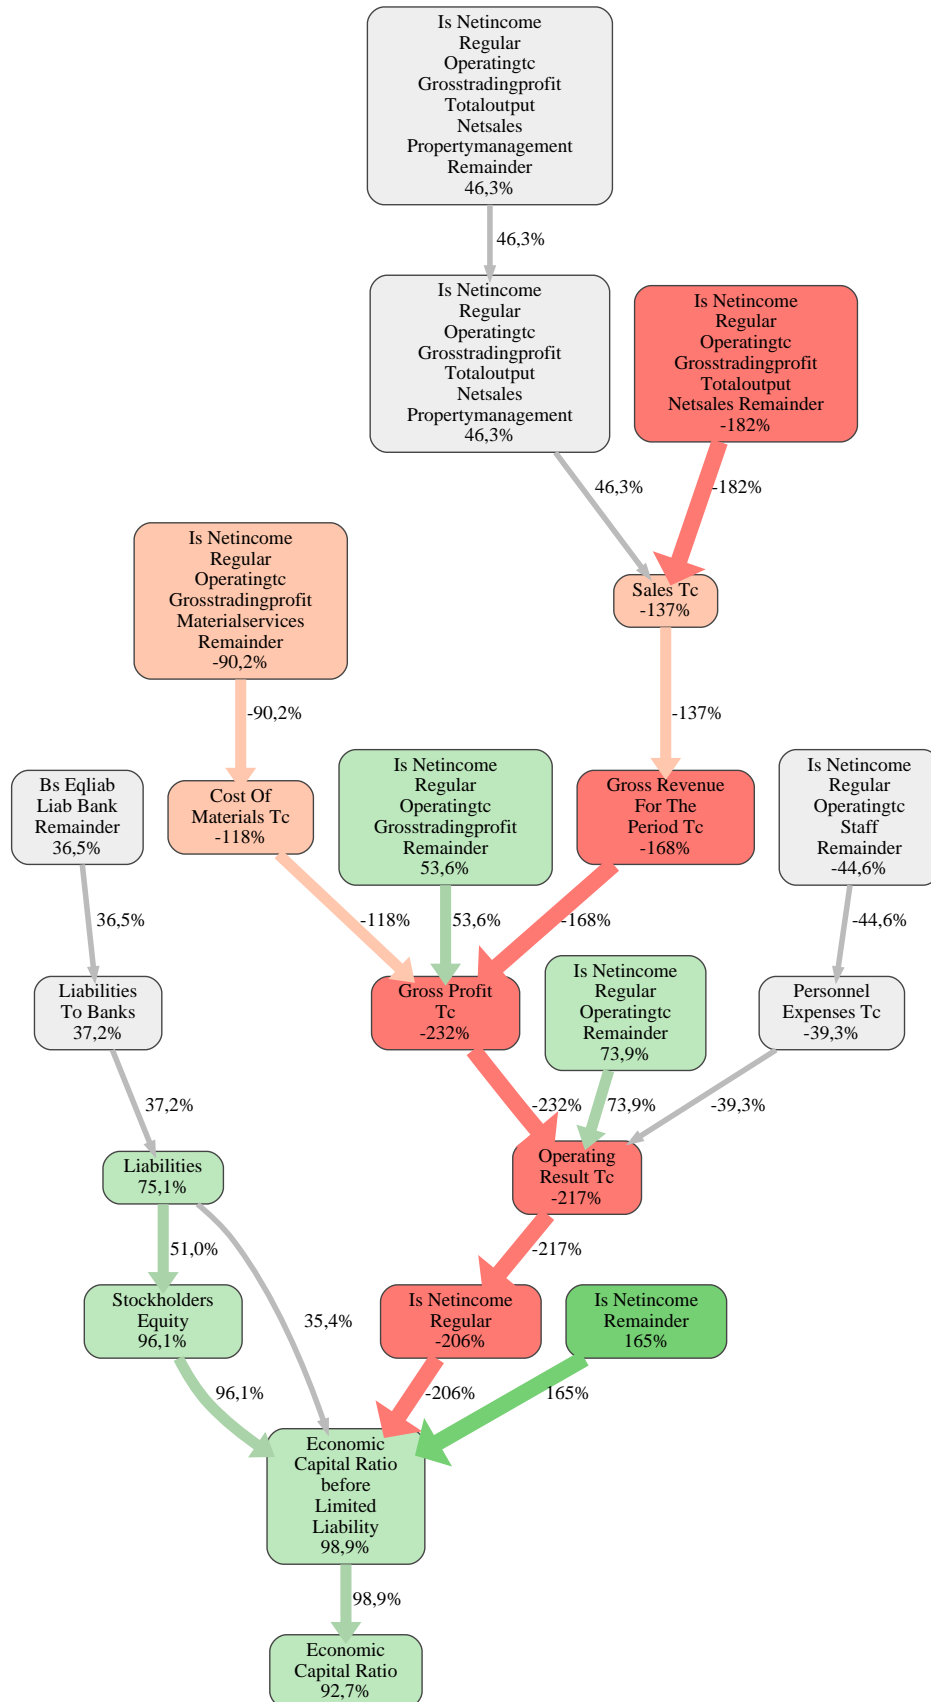 Is Netincome
Regular
Operatingtc
Grosstradingprofit
Totaloutput
Netsales
Propertymanagement
Remainder
46,3%
46,3%
Is Netincome
Regular
Operatingtc
Grosstradingprofit
Totaloutput
Netsales
Propertymanagement
46,3%
Is Netincome
Regular
Operatingtc
Grosstradingprofit
Totaloutput
Netsales Remainder
-182%
46,3%
-182%
Is Netincome
Regular
Operatingtc
Grosstradingprofit
Materialservices
Remainder
-90,2%
Sales Tc
-137%
-90,2%
-137%
Bs Eqliab
Liab Bank
Remainder
36,5%
Cost Of
Materials Tc
-118%
Is Netincome
Regular
Operatingtc
Grosstradingprofit
Remainder
53,6%
Gross Revenue
For The
Period Tc
-168%
Is Netincome
Regular
Operatingtc
Staff
Remainder
-44,6%
36,5%
-118%
53,6%
-168%
-44,6%
Liabilities
To Banks
37,2%
Gross Profit
Tc
-232%
Is Netincome
Regular
Operatingtc
Remainder
73,9%
Personnel
Expenses Tc
-39,3%
37,2%
-232%
73,9%
-39,3%
Liabilities
75,1%
Operating
Result Tc
-217%
51,0%
-217%
Stockholders
Equity
96,1%
35,4%
Is Netincome
Regular
-206%
Is Netincome
Remainder
165%
96,1%
-206%
165%
Economic
Capital Ratio
before
Limited
Liability
98,9%
98,9%
Economic
Capital Ratio
92,7%